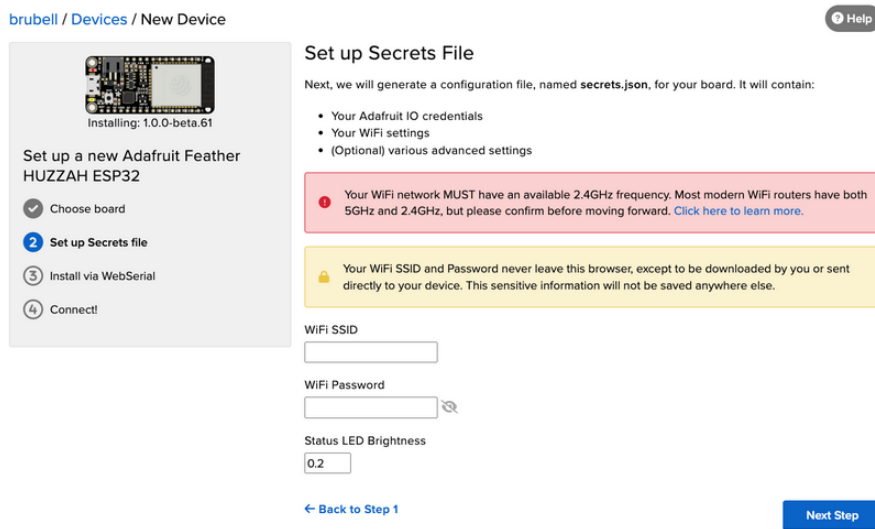 brubell / Devices / New Device
Help
Installing: 1.0.0-beta.61
Set up a new Adafruit Feather
HUZZAH ESP32
Choose board
2 Set up Secrets file
3 Install via WebSerial
4 Connect!
Set up Secrets File
Next, we will generate a configuration file, named secrets.json, for your board. It will contain:
• Your Adafruit IO credentials
• Your WiFi settings
• (Optional) various advanced settings
Your WiFi network MUST have an available 2.4GHz frequency. Most modern WiFi routers have both
5GHz and 2.4GHz, but please confirm before moving forward. Click here to learn more.
Your WiFi SSID and Password never leave this browser, except to be downloaded by you or sent
directly to your device. This sensitive information will not be saved anywhere else.
WiFi SSID
WiFi Password
Status LED Brightness
0.2
← Back to Step 1
Next Step